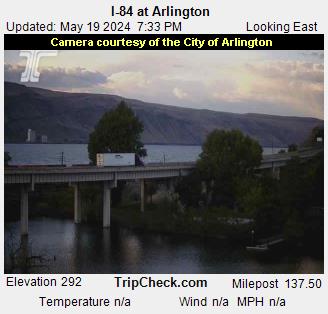 I-84 at Arlington
Updated: May 19 2024 7:33 PM Looking East
Camera courtesy of the City of Arlington
Elevation 292 TripCheck.com Milepost 137.50
Temperature n/a Wind n/a MPH n/a